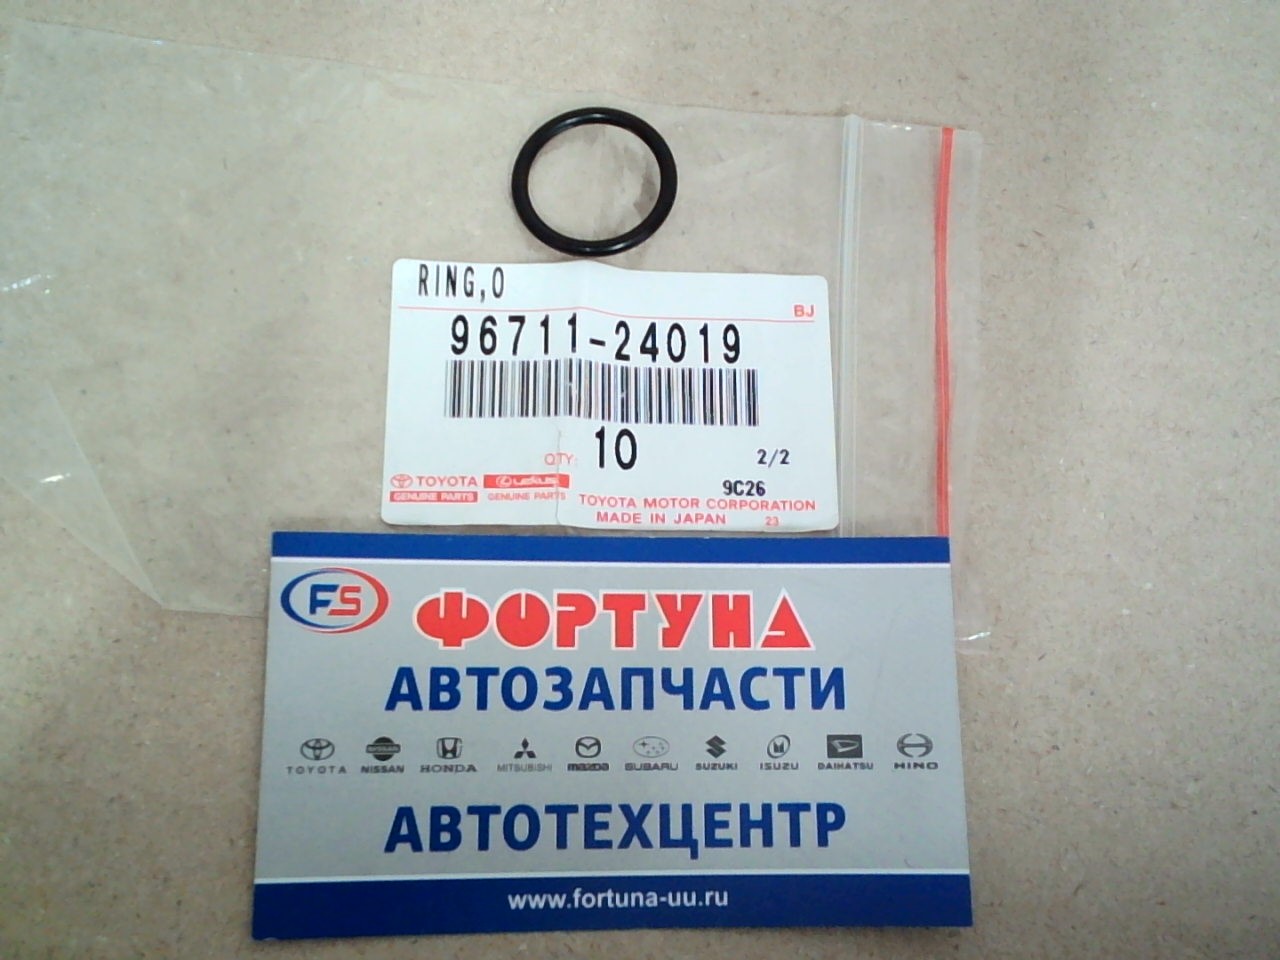 RING,O
BJ
96711-24019
QTY: 10
2/2
9C26
TOYOTA LEXUS
GENUINE PARTS GENUINE PARTS
TOYOTA MOTOR CORPORATION
MADE IN JAPAN 23
FS ФОРТУНА
АВТОЗАПЧАСТИ
TOYOTA NISSAN HONDA MITSUBISHI mazda SUBARU SUZUKI ISUZU DAIHATSU HINO
АВТОТЕХЦЕНТР
www.fortuna-uu.ru